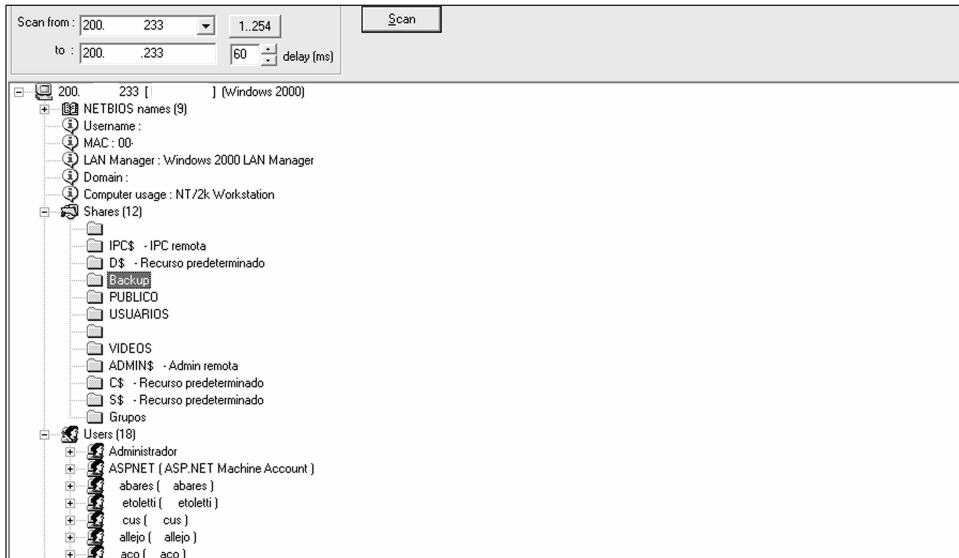 Scan from : 200. 233 1..254 Scan
to : 200. .233 60 delay (ms)
200. 233 [ ] (Windows 2000)
NETBIOS names (9)
Username :
MAC : 00-
LAN Manager : Windows 2000 LAN Manager
Domain :
Computer usage : NT/2k Workstation
Shares (12)
IPC$ - IPC remota
D$ - Recurso predeterminado
Backup
PUBLICO
USUARIOS
VIDEOS
ADMIN$ - Admin remota
C$ - Recurso predeterminado
S$ - Recurso predeterminado
Grupos
Users (18)
Administrador
ASPNET ( ASP.NET Machine Account )
abares ( abares )
etoletti ( etoletti )
cus ( cus )
allejo ( allejo )
aco ( aco )